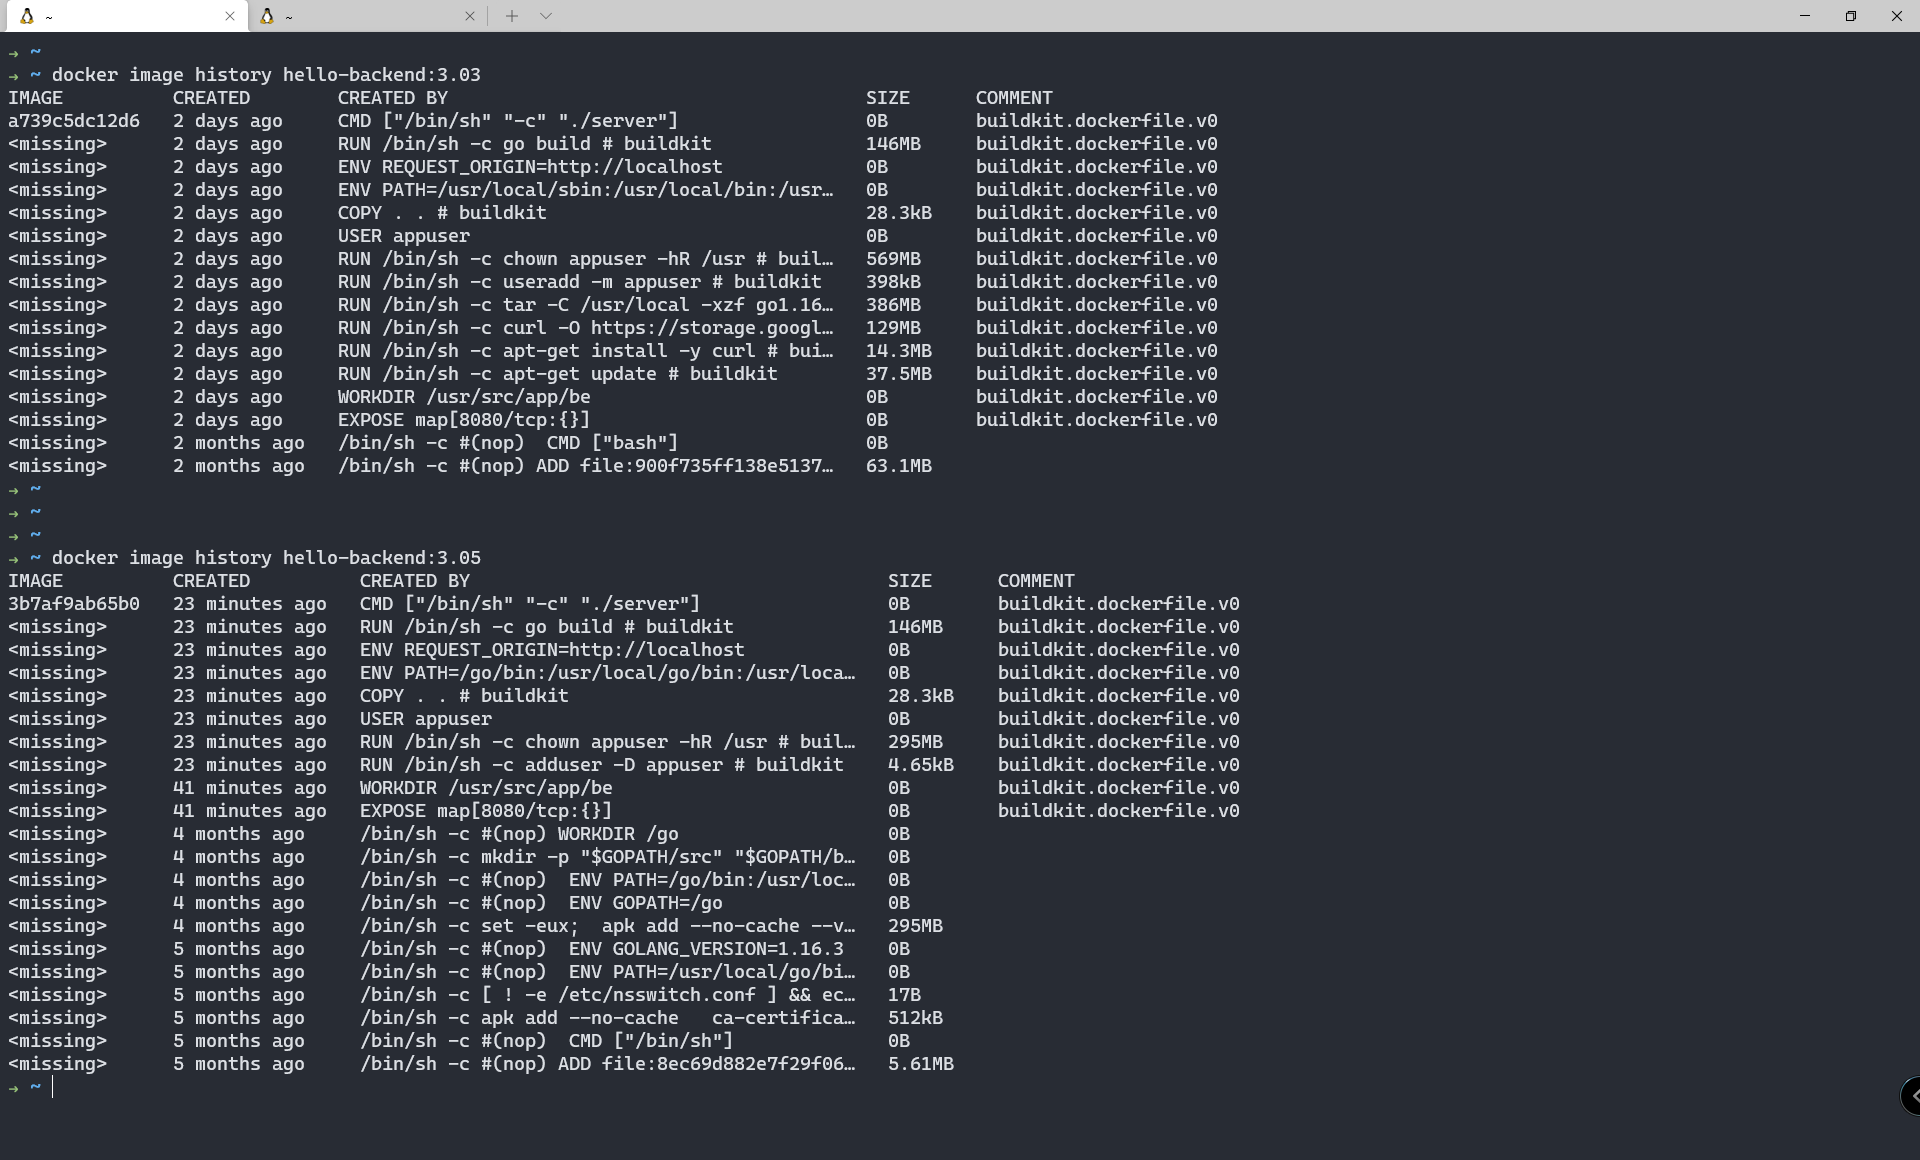 ~
~
~
~ docker image history hello-backend:3.03
IMAGE CREATED CREATED BY SIZE COMMENT
a739c5dc12d6 2 days ago CMD ["/bin/sh" "-c" "./server"] 0B buildkit.dockerfile.v0
<missing> 2 days ago RUN /bin/sh -c go build # buildkit 146MB buildkit.dockerfile.v0
<missing> 2 days ago ENV REQUEST_ORIGIN=http://localhost 0B buildkit.dockerfile.v0
<missing> 2 days ago ENV PATH=/usr/local/sbin:/usr/local/bin:/usr… 0B buildkit.dockerfile.v0
<missing> 2 days ago COPY . . # buildkit 28.3kB buildkit.dockerfile.v0
<missing> 2 days ago USER appuser 0B buildkit.dockerfile.v0
<missing> 2 days ago RUN /bin/sh -c chown appuser -hR /usr # buil… 569MB buildkit.dockerfile.v0
<missing> 2 days ago RUN /bin/sh -c useradd -m appuser # buildkit 398kB buildkit.dockerfile.v0
<missing> 2 days ago RUN /bin/sh -c tar -C /usr/local -xzf go1.16… 386MB buildkit.dockerfile.v0
<missing> 2 days ago RUN /bin/sh -c curl -O https://storage.googl… 129MB buildkit.dockerfile.v0
<missing> 2 days ago RUN /bin/sh -c apt-get install -y curl # bui… 14.3MB buildkit.dockerfile.v0
<missing> 2 days ago RUN /bin/sh -c apt-get update # buildkit 37.5MB buildkit.dockerfile.v0
<missing> 2 days ago WORKDIR /usr/src/app/be 0B buildkit.dockerfile.v0
<missing> 2 days ago EXPOSE map[8080/tcp:{}] 0B buildkit.dockerfile.v0
<missing> 2 months ago /bin/sh -c #(nop)  CMD ["bash"] 0B
<missing> 2 months ago /bin/sh -c #(nop) ADD file:900f735ff138e5137… 63.1MB
→ ~
→ ~
→ ~
→ ~ docker image history hello-backend:3.05
IMAGE CREATED CREATED BY SIZE COMMENT
3b7af9ab65b0 23 minutes ago CMD ["/bin/sh" "-c" "./server"] 0B buildkit.dockerfile.v0
<missing> 23 minutes ago RUN /bin/sh -c go build # buildkit 146MB buildkit.dockerfile.v0
<missing> 23 minutes ago ENV REQUEST_ORIGIN=http://localhost 0B buildkit.dockerfile.v0
<missing> 23 minutes ago ENV PATH=/go/bin:/usr/local/go/bin:/usr/loca… 0B buildkit.dockerfile.v0
<missing> 23 minutes ago COPY . . # buildkit 28.3kB buildkit.dockerfile.v0
<missing> 23 minutes ago USER appuser 0B buildkit.dockerfile.v0
<missing> 23 minutes ago RUN /bin/sh -c chown appuser -hR /usr # buil… 295MB buildkit.dockerfile.v0
<missing> 23 minutes ago RUN /bin/sh -c adduser -D appuser # buildkit 4.65kB buildkit.dockerfile.v0
<missing> 41 minutes ago WORKDIR /usr/src/app/be 0B buildkit.dockerfile.v0
<missing> 41 minutes ago EXPOSE map[8080/tcp:{}] 0B buildkit.dockerfile.v0
<missing> 4 months ago /bin/sh -c #(nop) WORKDIR /go 0B
<missing> 4 months ago /bin/sh -c mkdir -p "$GOPATH/src" "$GOPATH/b… 0B
<missing> 4 months ago /bin/sh -c #(nop)  ENV PATH=/go/bin:/usr/loc… 0B
<missing> 4 months ago /bin/sh -c #(nop)  ENV GOPATH=/go 0B
<missing> 4 months ago /bin/sh -c set -eux;  apk add --no-cache --v… 295MB
<missing> 5 months ago /bin/sh -c #(nop)  ENV GOLANG_VERSION=1.16.3 0B
<missing> 5 months ago /bin/sh -c #(nop)  ENV PATH=/usr/local/go/bi… 0B
<missing> 5 months ago /bin/sh -c [ ! -e /etc/nsswitch.conf ] && ec… 17B
<missing> 5 months ago /bin/sh -c apk add --no-cache   ca-certifica… 512kB
<missing> 5 months ago /bin/sh -c #(nop)  CMD ["/bin/sh"] 0B
<missing> 5 months ago /bin/sh -c #(nop) ADD file:8ec69d882e7f29f06… 5.61MB
→ ~